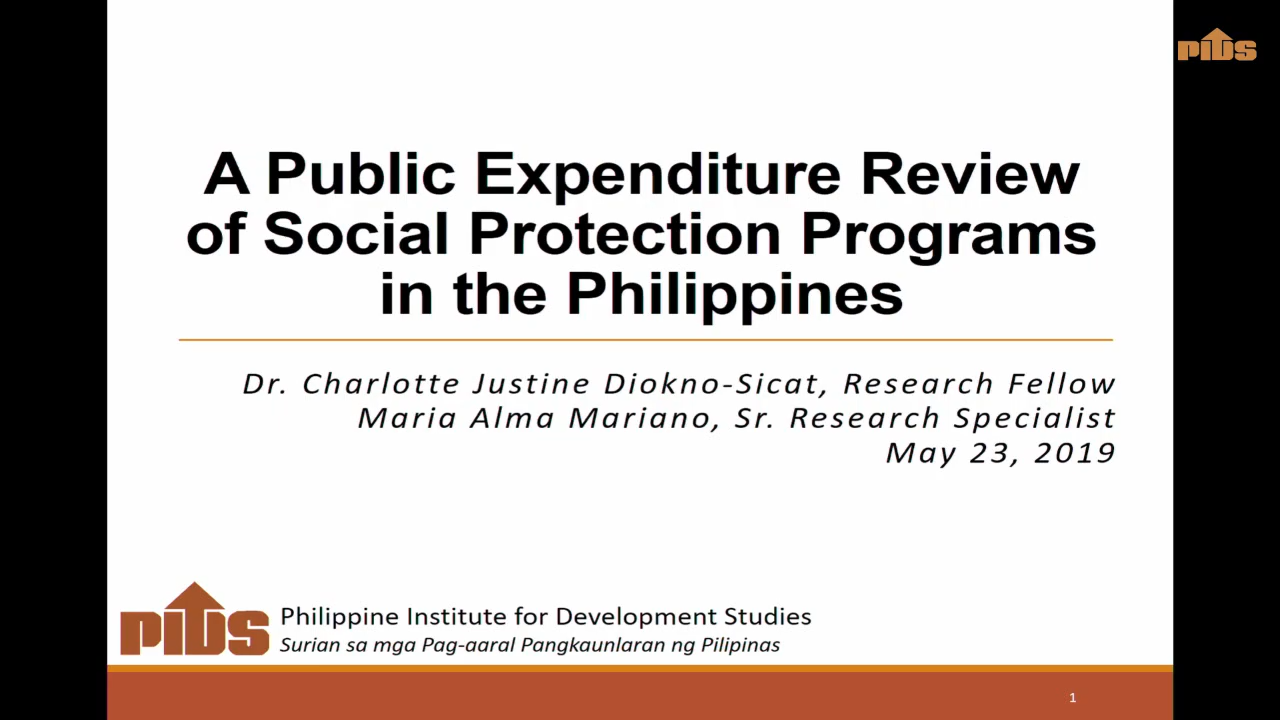 PIDS
A Public Expenditure Review
of Social Protection Programs
in the Philippines
Dr. Charlotte Justine Diokno-Sicat, Research Fellow
Maria Alma Mariano, Sr. Research Specialist
May 23, 2019
PIDS
Philippine Institute for Development Studies
Surian sa mga Pag-aaral Pangkaunlaran ng Pilipinas
1